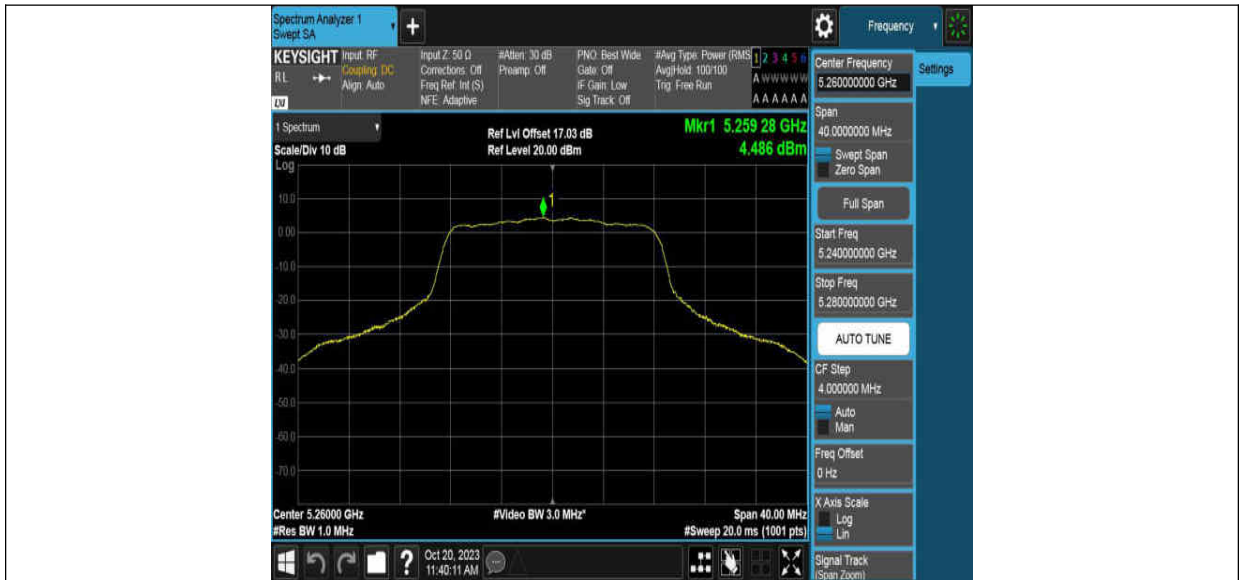 Spectrum Analyzer 1
Swept SA
+
Frequency
KEYSIGHT
RL
LXI
Input: RF
Coupling: DC
Align: Auto
Input Z: 50 Ω
Corrections: Off
Freq Ref: Int (S)
NFE: Adaptive
#Atten: 30 dB
Preamp: Off
PNO: Best Wide
Gate: Off
IF Gain: Low
Sig Track: Off
#Avg Type: Power (RMS
Avg|Hold: 100/100
Trig: Free Run
1 2 3 4 5 6
A W W W W W
A A A A A A
1 Spectrum
Scale/Div 10 dB
Log
Ref Lvl Offset 17.03 dB
Ref Level 20.00 dBm
Mkr1 5.259 28 GHz
4.486 dBm
1
10.0
0.00
-10.0
-20.0
-30.0
-40.0
-50.0
-60.0
-70.0
Center 5.26000 GHz
#Res BW 1.0 MHz
#Video BW 3.0 MHz*
Span 40.00 MHz
#Sweep 20.0 ms (1001 pts)
?
Oct 20, 2023
11:40:11 AM
Center Frequency
5.260000000 GHz
Span
40.0000000 MHz
Swept Span
Zero Span
Full Span
Start Freq
5.240000000 GHz
Stop Freq
5.280000000 GHz
AUTO TUNE
CF Step
4.000000 MHz
Auto
Man
Freq Offset
0 Hz
X Axis Scale
Log
Lin
Signal Track
(Span Zoom)
Settings